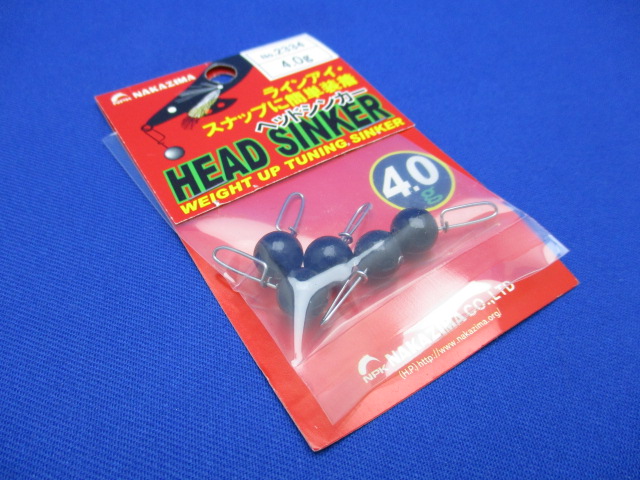 NPK NAKAZIMA
No.2334
4.0g
ラインアイ・
スナップに簡単装着
ヘッドシンカー
HEAD SINKER
WEIGHT UP TUNING SINKER
4.0
g
NPK NAKAZIMA CO.,LTD
(H.P) http://www.nakazima.org/